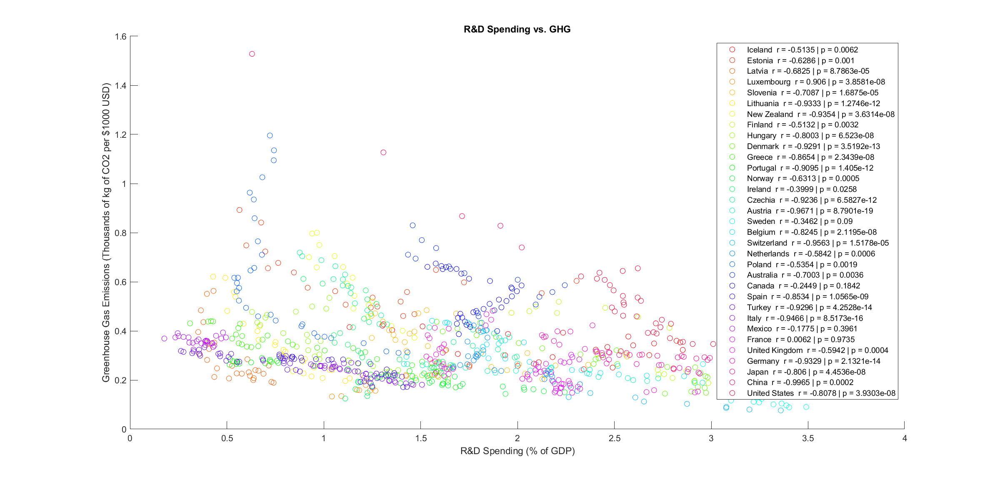 R&D Spending vs. GHG
Greenhouse Gas Emissions (Thousands of kg of CO2 per $1000 USD)
1.6
1.4
1.2
1
0.8
0.6
0.4
0.2
0
Iceland r = -0.5135 | p = 0.0062
Estonia r = -0.6286 | p = 0.001
Latvia r = -0.6825 | p = 8.7863e-05
Luxembourg r = 0.906 | p = 3.8581e-08
Slovenia r = -0.7087 | p = 1.6875e-05
Lithuania r = -0.9333 | p = 1.2746e-12
New Zealand r = -0.9354 | p = 3.6314e-08
Finland r = -0.5132 | p = 0.0032
Hungary r = -0.8003 | p = 6.523e-08
Denmark r = -0.9291 | p = 3.5192e-13
Greece r = -0.8654 | p = 2.3439e-08
Portugal r = -0.9095 | p = 1.405e-12
Norway r = -0.6313 | p = 0.0005
Ireland r = -0.3999 | p = 0.0258
Czechia r = -0.9236 | p = 6.5827e-12
Austria r = -0.9671 | p = 8.7901e-19
Sweden r = -0.3462 | p = 0.09
Belgium r = -0.8245 | p = 2.1195e-08
Switzerland r = -0.9563 | p = 1.5178e-05
Netherlands r = -0.5842 | p = 0.0006
Poland r = -0.5354 | p = 0.0019
Australia r = -0.7003 | p = 0.0036
Canada r = -0.2449 | p = 0.1842
Spain r = -0.8534 | p = 1.0565e-09
Turkey r = -0.9296 | p = 4.2528e-14
Italy r = -0.9466 | p = 8.5173e-16
Mexico r = -0.1775 | p = 0.3961
France r = 0.0062 | p = 0.9735
United Kingdom r = -0.5942 | p = 0.0004
Germany r = -0.9329 | p = 2.1321e-14
Japan r = -0.806 | p = 4.4536e-08
China r = -0.9965 | p = 0.0002
United States r = -0.8078 | p = 3.9303e-08
0 0.5 1 1.5 2 2.5 3 3.5 4
R&D Spending (% of GDP)